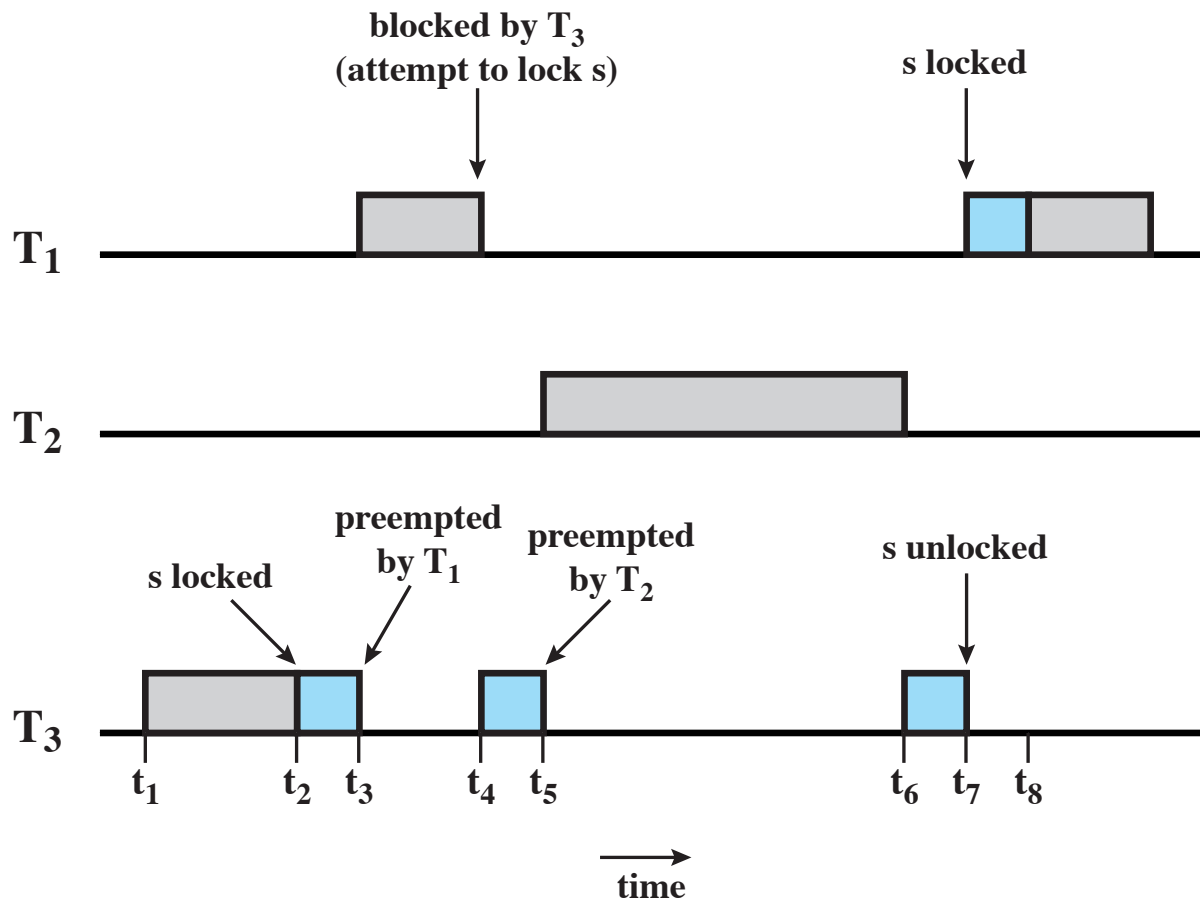 blocked by T3
(attempt to lock s)
s locked
T1
T2
preempted
by T1
preempted
by T2
s unlocked
s locked
T3
t1 t2 t3 t4 t5 t6 t7 t8
time